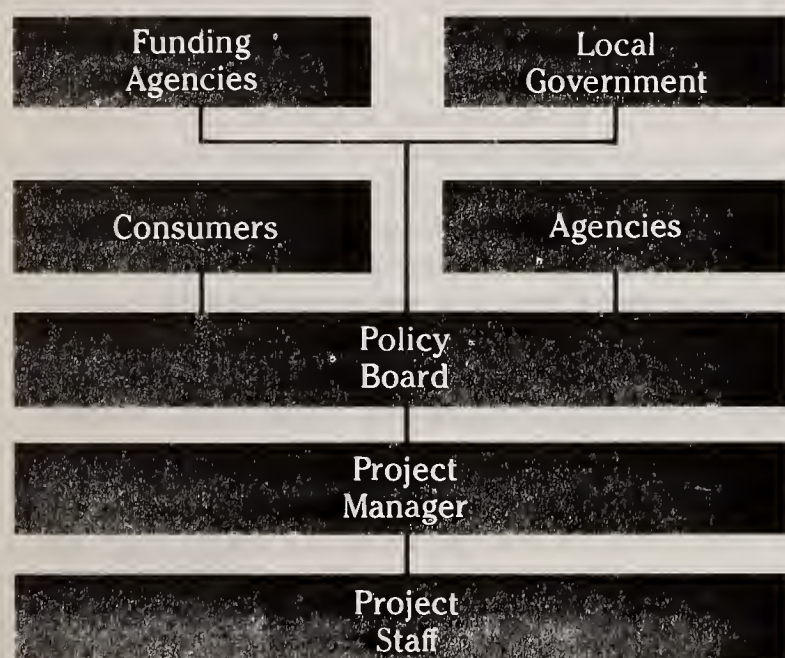 Funding
Agencies
Local
Government
Consumers
Agencies
Policy
Board
Project
Manager
Project
Staff